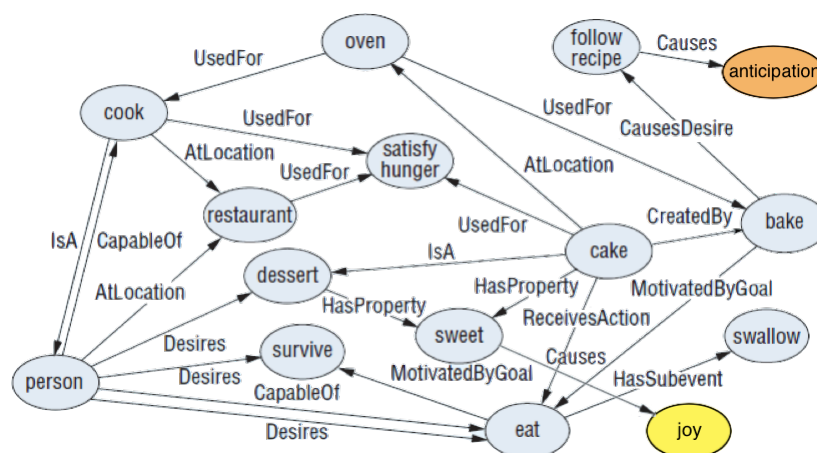 oven
follow
recipe
Causes
anticipation
UsedFor
cook
UsedFor
UsedFor
CausesDesire
AtLocation
satisfy
hunger
AtLocation
UsedFor
restaurant
UsedFor
CreatedBy
bake
IsA
CapableOf
IsA
cake
dessert
AtLocation
HasProperty
HasProperty
MotivatedByGoal
ReceivesAction
Desires
survive
sweet
swallow
person
Desires
MotivatedByGoal
Causes
CapableOf
HasSubevent
Desires
eat
joy